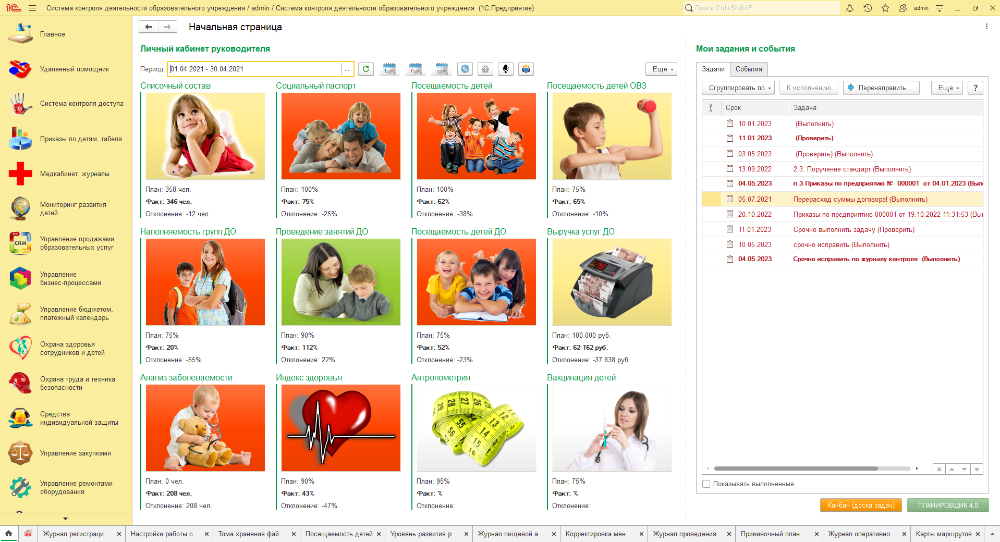 Система контроля деятельности образовательного учреждения / admin / Система контроля деятельности образовательного учреждения (1С:Предприятие)
Поиск Ctrl+Shift+F
admin
Главное
Удаленный помощник
Система контроля доступа
Приказы по детям, табеля
Медкабинет, журналы
Мониторинг развития
детей
Управление продажами
образовательных услуг
Управление
бизнес-процессами
Управление бюджетом,
платежный календарь
Охрана здоровья
сотрудников и детей
Охрана труда и техника
безопасности
Средства
индивидуальной защиты
Управление закупками
Управление ремонтами
оборудования
Начальная страница
Личный кабинет руководителя
Период: 01.04.2021 - 30.04.2021 ... 1 7 Еще
Списочный состав
План: 358 чел.
Факт: 346 чел.
Отклонение: -12 чел.
Социальный паспорт
План: 100%
Факт: 75%
Отклонение: -25%
Посещаемость детей
План: 100%
Факт: 62%
Отклонение: -38%
Посещаемость детей ОВЗ
План: 75%
Факт: 65%
Отклонение: -10%
Наполняемость групп ДО
План: 75%
Факт: 20%
Отклонение: -55%
Проведение занятий ДО
План: 90%
Факт: 112%
Отклонение: 22%
Посещаемость детей ДО
План: 75%
Факт: 52%
Отклонение: -23%
Выручка услуг ДО
План: 100 000 руб.
Факт: 62 162 руб.
Отклонение: -37 838 руб.
Анализ заболеваемости
План: 0 чел.
Факт: 208 чел.
Отклонение: 208 чел.
Индекс здоровья
План: 90%
Факт: 43%
Отклонение: -47%
Антропометрия
План: 95%
Факт: %
Отклонение:
Вакцинация детей
План: 75%
Факт: %
Отклонение:
Мои задания и события
Задачи События
Сгруппировать по К исполнению Перенаправить... Еще ?
Срок Задача
10.01.2023 (Выполнить)
11.01.2023 (Проверить)
03.05.2023 (Проверить) (Выполнить)
13.09.2022 2.3. Поручение стандарт (Выполнить)
04.05.2023 п.3 Приказы по предприятию № 000001 от 04.01.2023 (Вып
05.07.2021 Перерасход суммы договора! (Выполнить)
20.10.2022 Приказы по предприятию 000001 от 19.10.2022 11:31:53 (Вы
11.01.2023 Срочно выполнить задачу (Проверить)
10.05.2023 срочно исправить (Выполнить)
04.05.2023 Срочно исправить по журналу контроля (Выполнить)
Показывать выполненные
Канбан (доска задач) ПЛАНИРОВЩИК 4.0
Журнал регистраци... Настройки работы с... Тома хранения фай... Посещаемость детей Уровень развития р... Журнал пищевой а... Корректировка мен... Журнал проведения... Прививочный план ... Журнал оперативно... Карты маршрутов